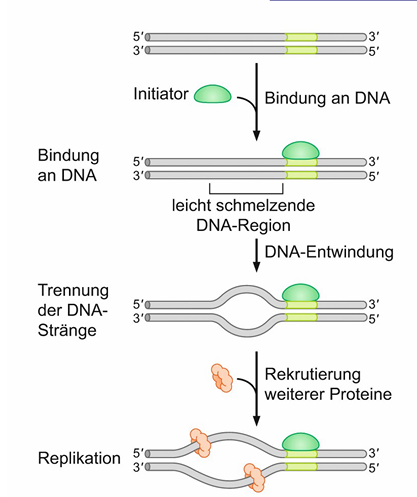 5′ 3′
3′ 5′
Initiator
Bindung an DNA
Bindung
an DNA
5′ 3′
3′ 5′
leicht schmelzende
DNA-Region
DNA-Entwindung
Trennung
der DNA-
Stränge
5′ 3′
3′ 5′
Rekrutierung
weiterer Proteine
Replikation
5′ 3′
3′ 5′